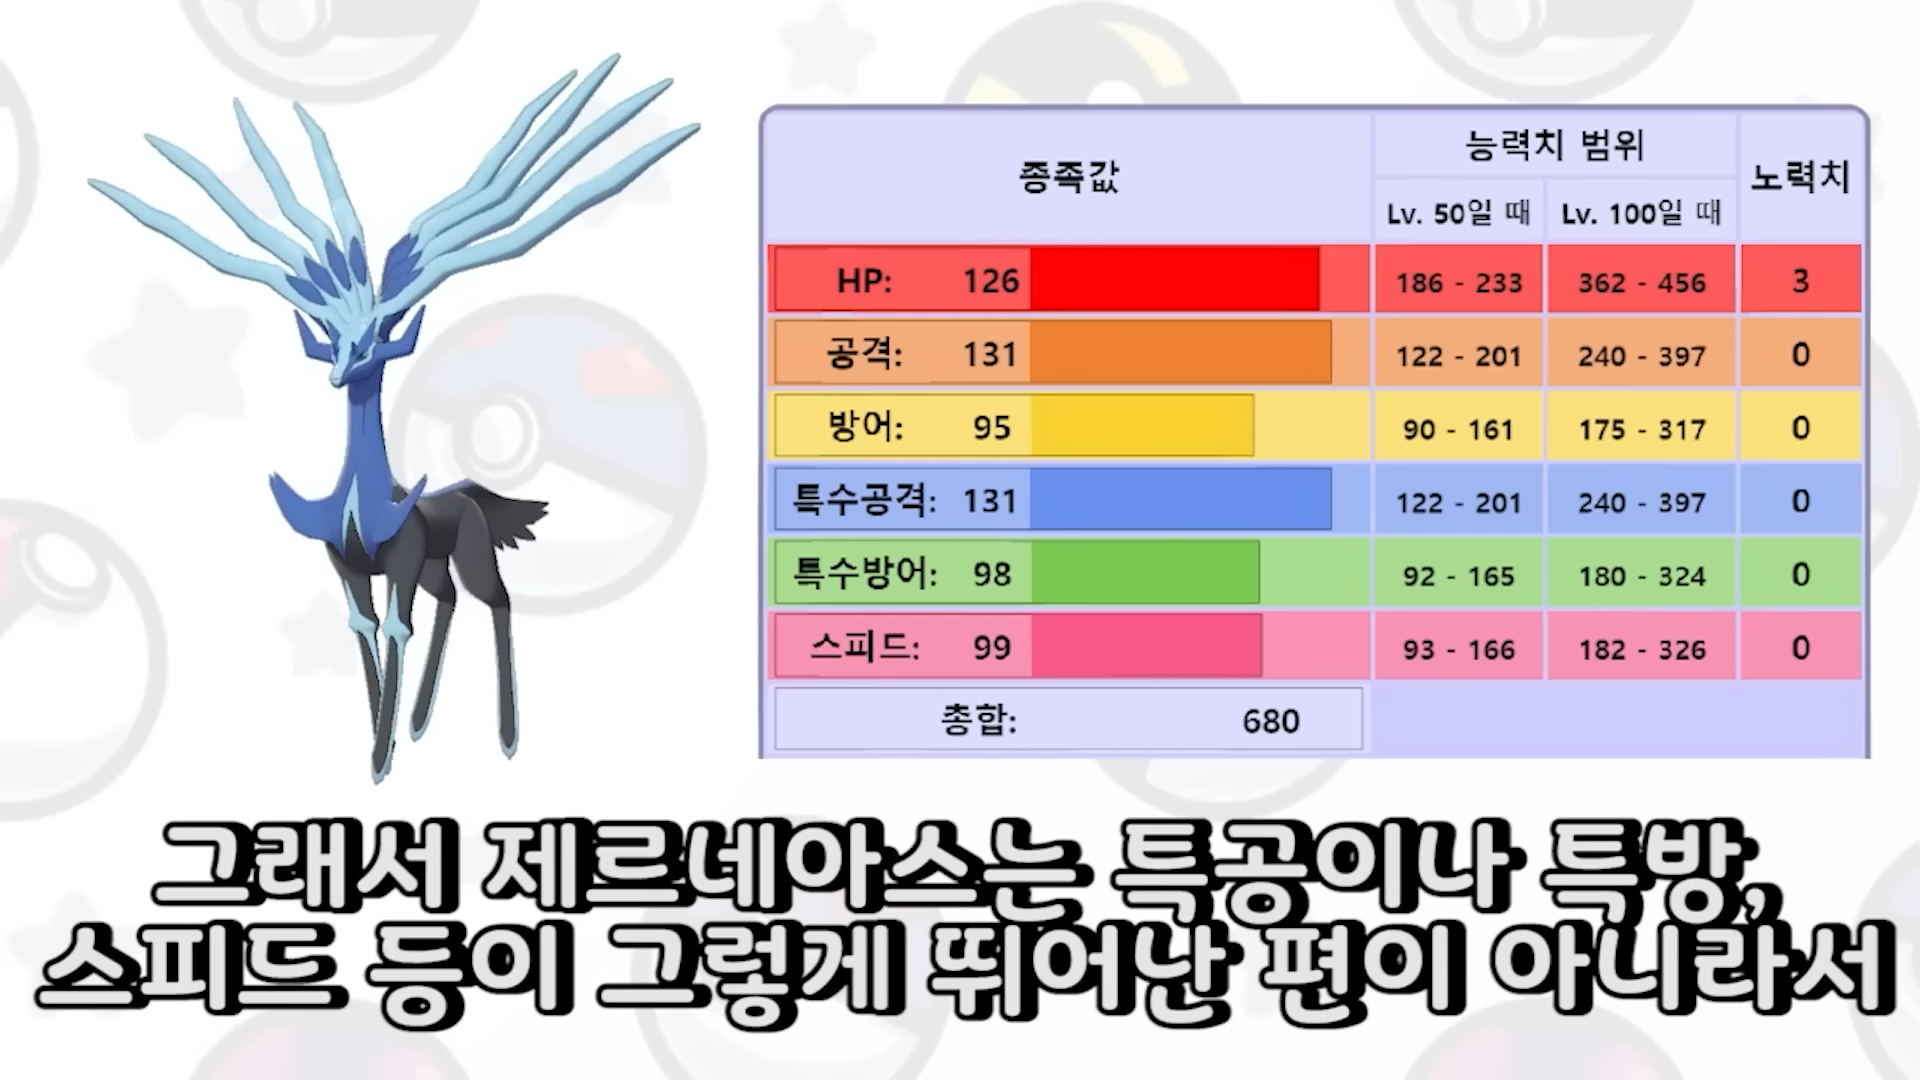 종족값 능력치 범위 노력치
Lv. 50일 때 Lv. 100일 때
HP: 126 186 - 233 362 - 456 3
공격: 131 122 - 201 240 - 397 0
방어: 95 90 - 161 175 - 317 0
특수공격: 131 122 - 201 240 - 397 0
특수방어: 98 92 - 165 180 - 324 0
스피드: 99 93 - 166 182 - 326 0
총합: 680
그래서 제르네아스는 특공이나 특방,
스피드 등이 그렇게 뛰어난 편이 아니라서